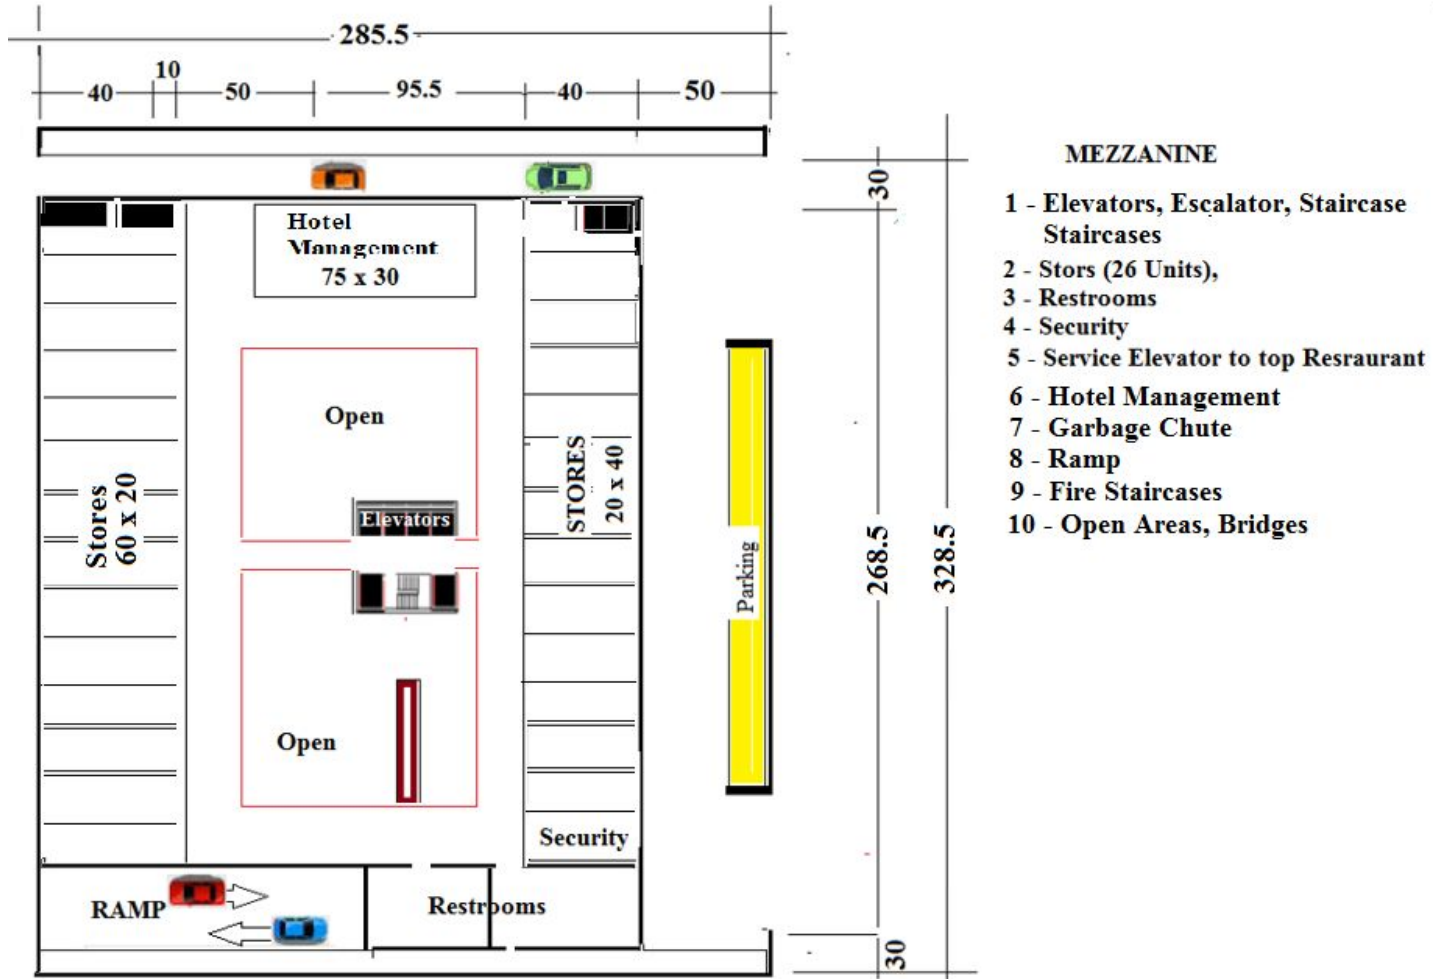 285.5
10
40
50
95.5
40
50
MEZZANINE
30
1 - Elevators, Escalator, Staircase
Staircases
2 - Stors (26 Units),
3 - Restrooms
4 - Security
5 - Service Elevator to top Resraurant
6 - Hotel Management
7 - Garbage Chute
8 - Ramp
9 - Fire Staircases
10 - Open Areas, Bridges
Hotel
Management
75 x 30
Open
Stores
60 x 20
Elevators
STORES
20 x 40
Parking
268.5
328.5
Open
Security
RAMP
Restrooms
30